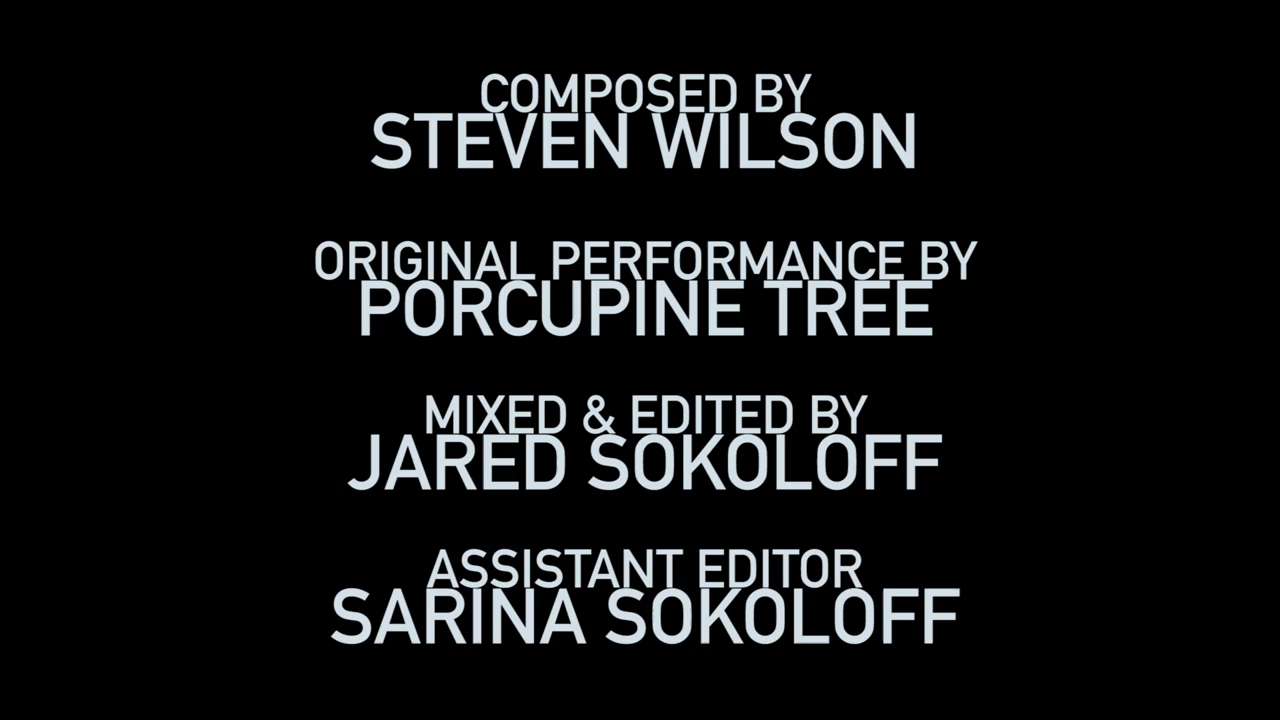 COMPOSED BY
STEVEN WILSON
ORIGINAL PERFORMANCE BY
PORCUPINE TREE
MIXED & EDITED BY
JARED SOKOLOFF
ASSISTANT EDITOR
SARINA SOKOLOFF